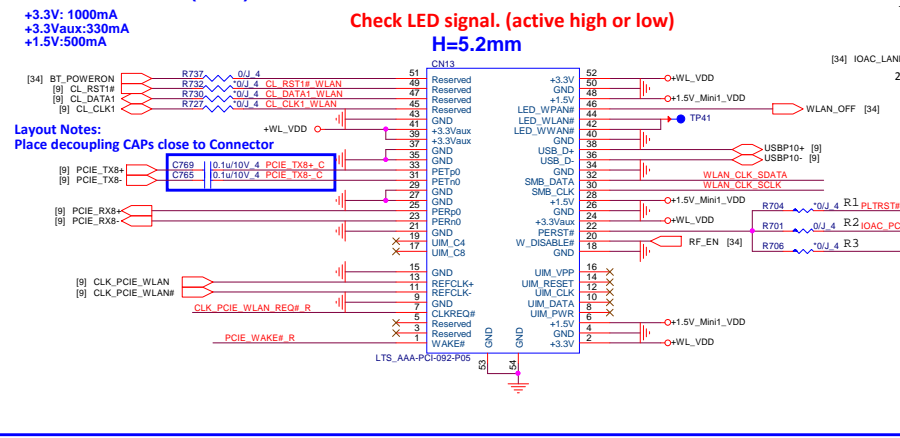 +3.3V: 1000mA
+3.3Vaux:330mA
+1.5V:500mA
Check LED signal. (active high or low)
H=5.2mm
CN13
[34] IOAC_LAN
2
[34] BT_POWERON
[9] CL_RST1#
[9] CL_DATA1
[9] CL_CLK1
R737 0/J_4
R732 *0/J_4 CL_RST1#_WLAN
R730 *0/J_4 CL_DATA1_WLAN
R727 *0/J_4 CL_CLK1_WLAN
+WL_VDD
Layout Notes:
Place decoupling CAPs close to Connector
[9] PCIE_TX8+
[9] PCIE_TX8-
C769 0.1u/10V_4 PCIE_TX8+_C
C765 0.1u/10V_4 PCIE_TX8-_C
[9] PCIE_RX8+
[9] PCIE_RX8-
[9] CLK_PCIE_WLAN
[9] CLK_PCIE_WLAN#
CLK_PCIE_WLAN_REQ#_R
PCIE_WAKE#_R
51 Reserved
49 Reserved
47 Reserved
45 Reserved
43 GND
41 +3.3Vaux
39 +3.3Vaux
37 GND
35 GND
33 PETp0
31 PETn0
29 GND
27 GND
25 PERp0
23 PERn0
21 GND
19 UIM_C4
17 UIM_C8
15 GND
13 REFCLK+
11 REFCLK-
9 GND
7 CLKREQ#
5 Reserved
3 Reserved
1 WAKE#
+3.3V 52
GND 50
+1.5V 48
LED_WPAN# 46
LED_WLAN# 44
LED_WWAN# 42
GND 40
USB_D+ 38
USB_D- 36
GND 34
SMB_DATA 32
SMB_CLK 30
+1.5V 28
GND 26
+3.3Vaux 24
PERST# 22
W_DISABLE# 20
GND 18
UIM_VPP 16
UIM_RESET 14
UIM_CLK 12
UIM_DATA 10
UIM_PWR 8
+1.5V 6
GND 4
+3.3V 2
GND
GND
53
54
LTS_AAA-PCI-092-P05
+WL_VDD
+1.5V_Mini1_VDD
WLAN_OFF [34]
TP41
USBP10+ [9]
USBP10- [9]
WLAN_CLK_SDATA
WLAN_CLK_SCLK
+1.5V_Mini1_VDD
+WL_VDD
RF_EN [34]
R704 *0/J_4 R1 PLTRST#
R701 0/J_4 R2 IOAC_PC
R706 *0/J_4 R3
+1.5V_Mini1_VDD
+WL_VDD